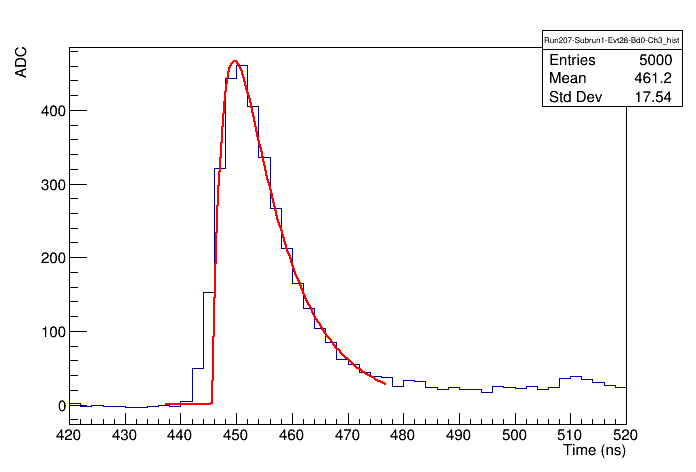 Run207-Subrun1-Evt26-Bd0-Ch3_hist
Entries 5000
Mean 461.2
Std Dev 17.54
ADC
400
300
200
100
0
420 430 440 450 460 470 480 490 500 510 520
Time (ns)